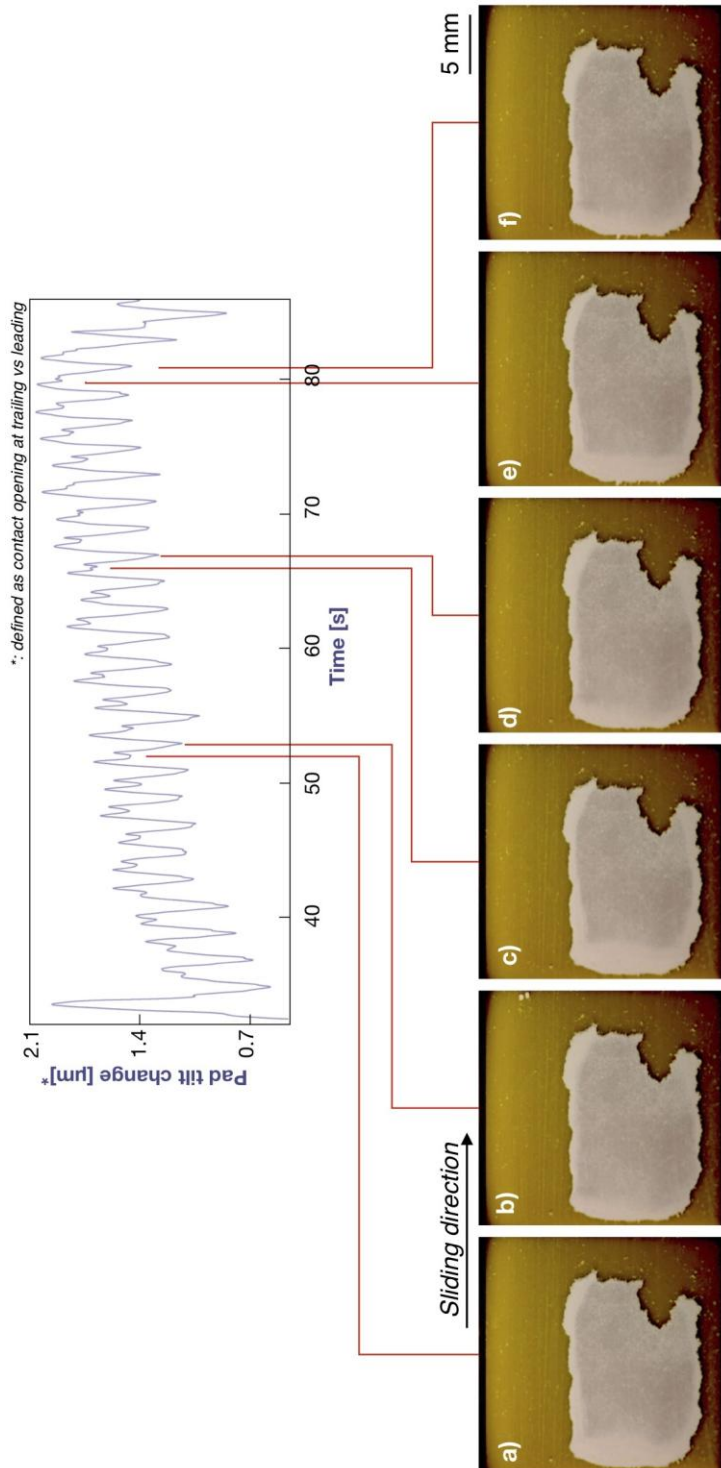 *: defined as contact opening at trailing vs leading
2.1
1.4
0.7
Pad tilt change [µm]*
40
50
60
70
80
Time [s]
Sliding direction
5 mm
a)
b)
c)
d)
e)
f)